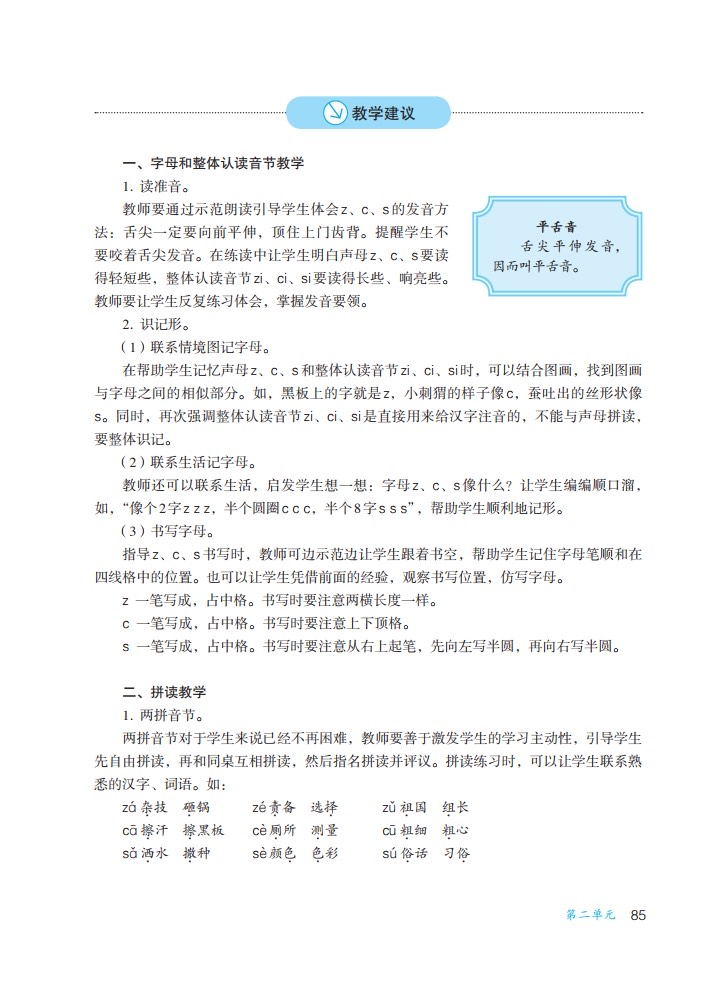 教学建议
一、字母和整体认读音节教学
1. 读准音。
教师要通过示范朗读引导学生体会z、c、s的发音方
法：舌尖一定要向前平伸，顶住上门齿背。提醒学生不
要咬着舌尖发音。在练读中让学生明白声母z、c、s要读
得轻短些，整体认读音节zi、ci、si要读得长些、响亮些。
教师要让学生反复练习体会，掌握发音要领。
平舌音
舌尖平伸发音，
因而叫平舌音。
2. 识记形。
（1）联系情境图记字母。
在帮助学生记忆声母z、c、s和整体认读音节zi、ci、si时，可以结合图画，找到图画
与字母之间的相似部分。如，黑板上的字就是z，小刺猬的样子像c，蚕吐出的丝形状像
s。同时，再次强调整体认读音节zi、ci、si是直接用来给汉字注音的，不能与声母拼读，
要整体识记。
（2）联系生活记字母。
教师还可以联系生活，启发学生想一想：字母z、c、s像什么？让学生编编顺口溜，
如，“像个2字z z z，半个圆圈c c c，半个8字s s s”，帮助学生顺利地记形。
（3）书写字母。
指导z、c、s书写时，教师可边示范边让学生跟着书空，帮助学生记住字母笔顺和在
四线格中的位置。也可以让学生凭借前面的经验，观察书写位置，仿写字母。
z 一笔写成，占中格。书写时要注意两横长度一样。
c 一笔写成，占中格。书写时要注意上下顶格。
s 一笔写成，占中格。书写时要注意从右上起笔，先向左写半圆，再向右写半圆。
二、拼读教学
1. 两拼音节。
两拼音节对于学生来说已经不再困难，教师要善于激发学生的学习主动性，引导学生
先自由拼读，再和同桌互相拼读，然后指名拼读并评议。拼读练习时，可以让学生联系熟
悉的汉字、词语。如：
zá 杂技 砸锅 zé 责备 选择 zǔ 祖国 组长
cā 擦汗 擦黑板 cè 厕所 测量 cū 粗细 粗心
sǎ 洒水 撒种 sè 颜色 色彩 sú 俗话 习俗
第二单元 85